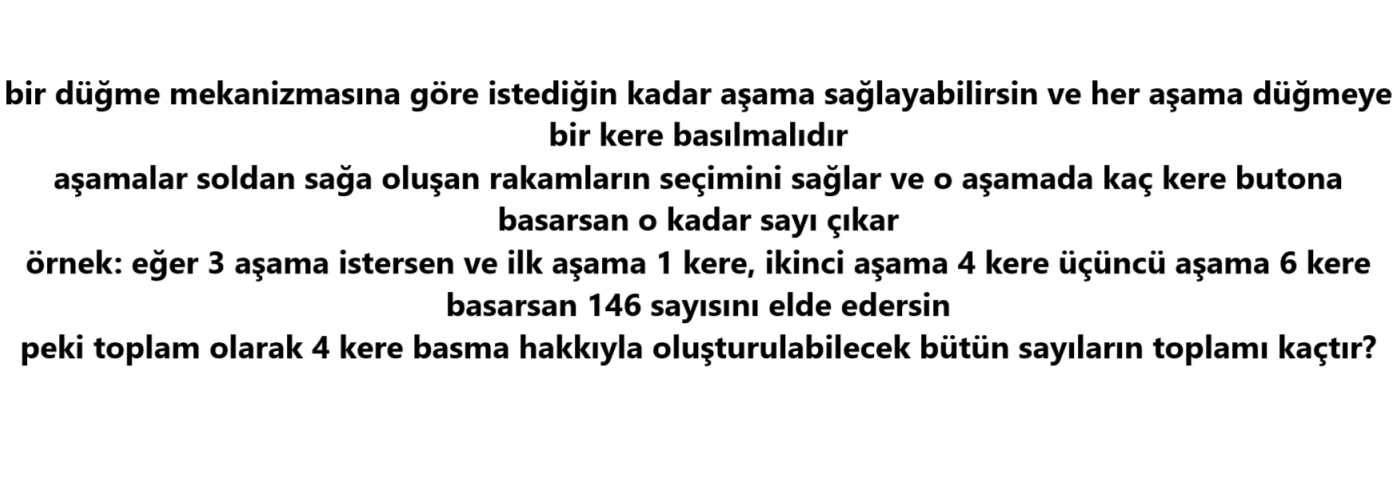 bir düğme mekanizmasına göre istediğin kadar aşama sağlayabilirsin ve her aşama düğmeye
bir kere basılmalıdır
aşamalar soldan sağa oluşan rakamların seçimini sağlar ve o aşamada kaç kere butona
basarsan o kadar sayı çıkar
örnek: eğer 3 aşama istersen ve ilk aşama 1 kere, ikinci aşama 4 kere üçüncü aşama 6 kere
basarsan 146 sayısını elde edersin
peki toplam olarak 4 kere basma hakkıyla oluşturulabilecek bütün sayıların toplamı kaçtır?